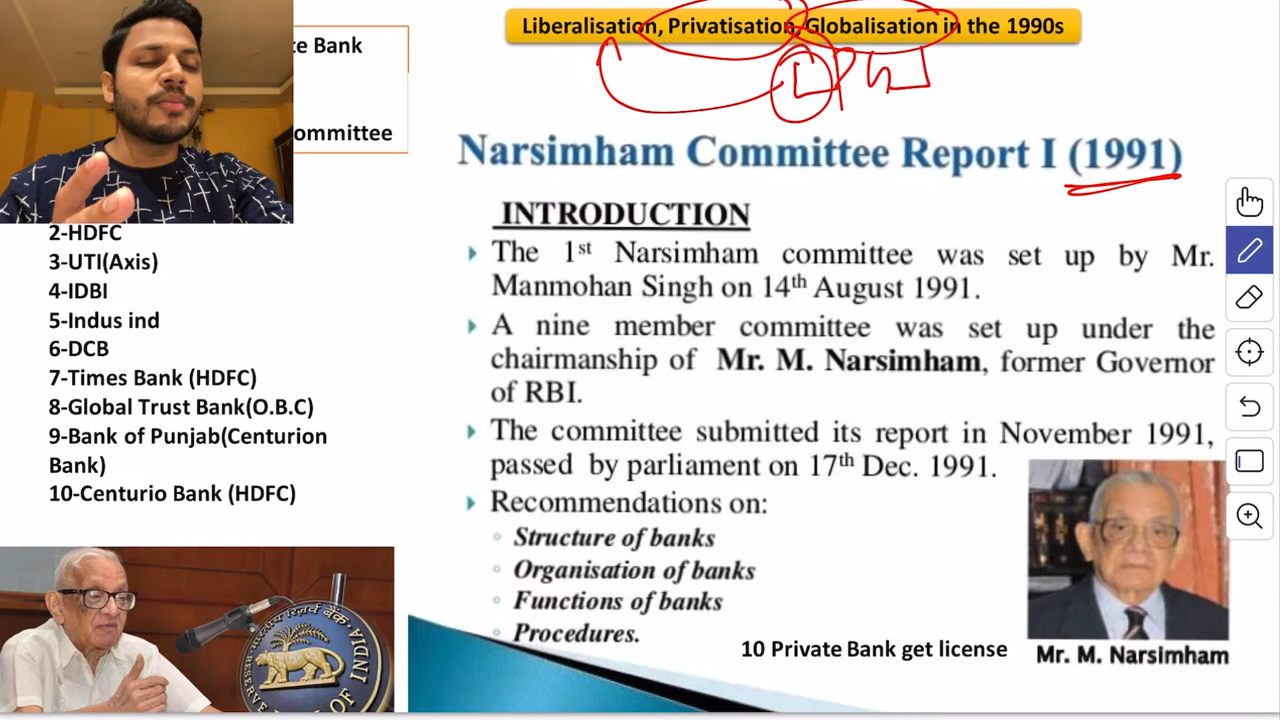 Liberalisation, Privatisation, Globalisation in the 1990s
LPG
te Bank
ommittee
2-HDFC
3-UTI(Axis)
4-IDBI
5-Indus ind
6-DCB
7-Times Bank (HDFC)
8-Global Trust Bank(O.B.C)
9-Bank of Punjab(Centurion
Bank)
10-Centurio Bank (HDFC)
Narsimham Committee Report I (1991)
INTRODUCTION
The 1st Narsimham committee was set up by Mr.
Manmohan Singh on 14th August 1991.
A nine member committee was set up under the
chairmanship of Mr. M. Narsimham, former Governor
of RBI.
The committee submitted its report in November 1991,
passed by parliament on 17th Dec. 1991.
Recommendations on:
Structure of banks
Organisation of banks
Functions of banks
Procedures.
10 Private Bank get license
Mr. M. Narsimham
भारतीय रिज़र्व बैंक
RESERVE OF INDIA